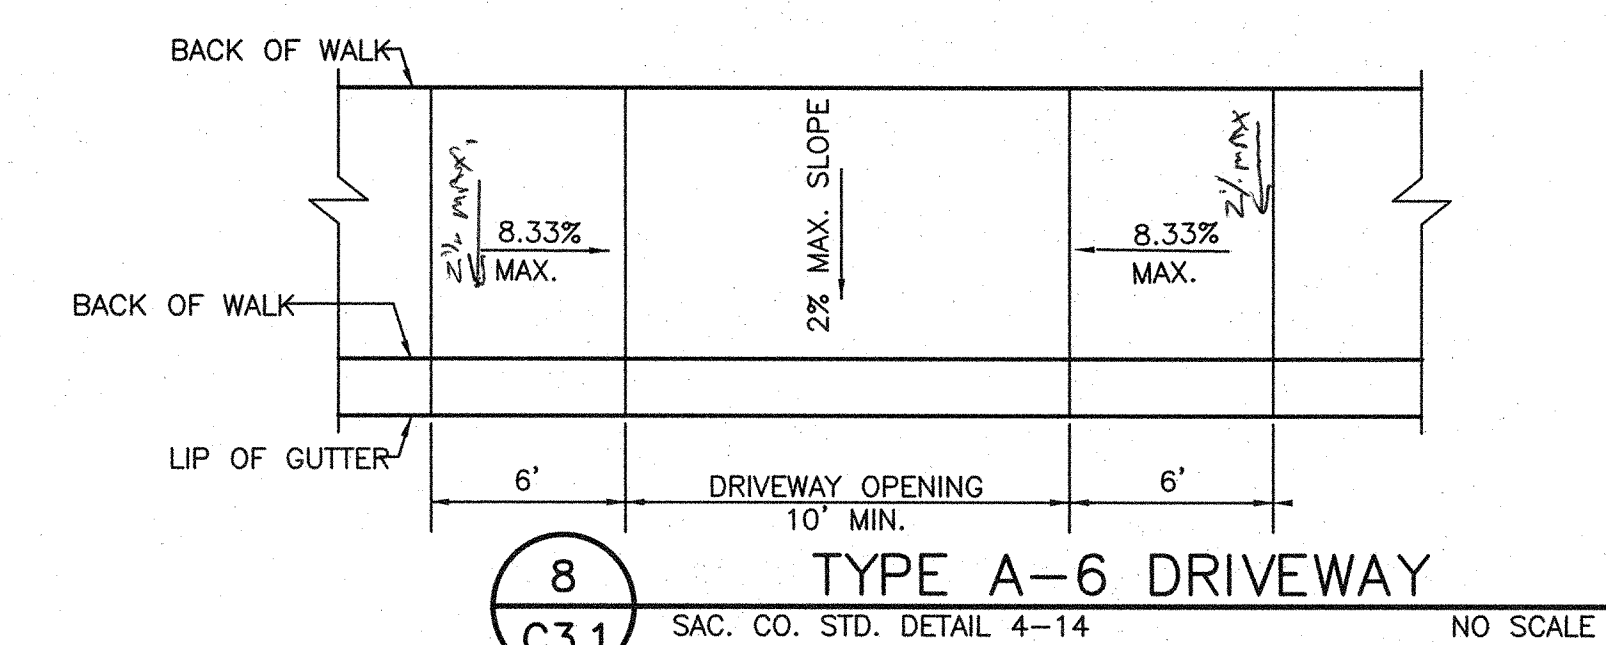 BACK OF WALK
2% MAX.
8.33%
MAX.
2% MAX. SLOPE
2% MAX
8.33%
MAX.
BACK OF WALK
LIP OF GUTTER
6'
DRIVEWAY OPENING
10' MIN.
6'
8
C3.1
TYPE A-6 DRIVEWAY
SAC. CO. STD. DETAIL 4-14
NO SCALE